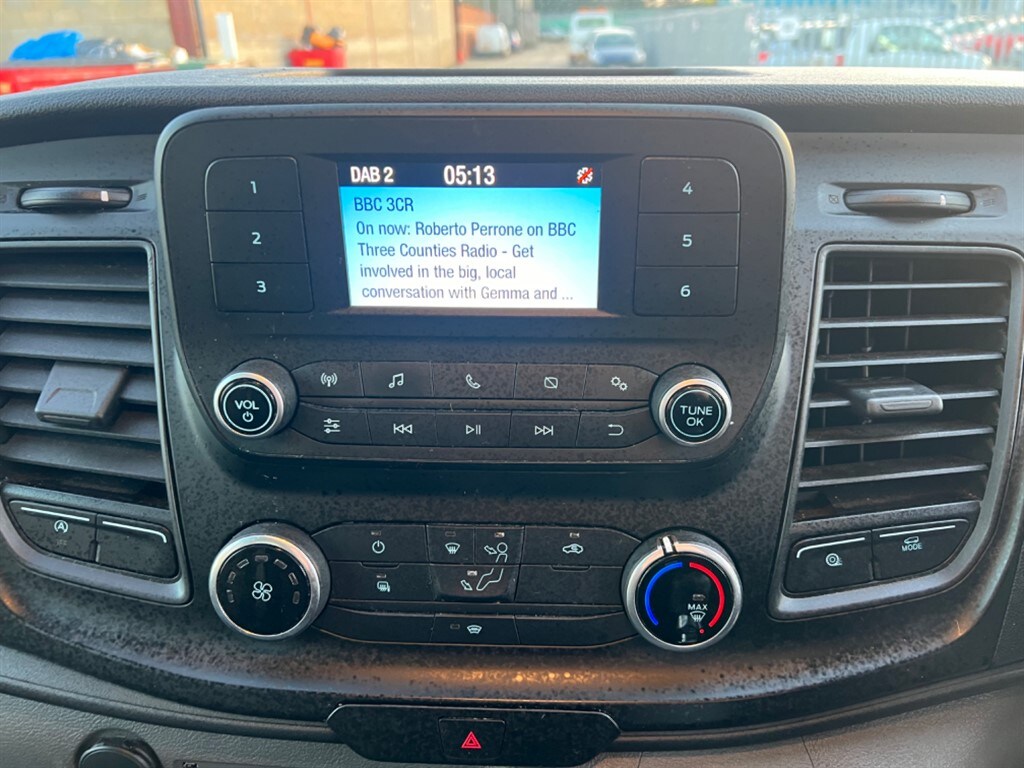 DAB 2 05:13
BBC 3CR
On now: Roberto Perrone on BBC
Three Counties Radio - Get
involved in the big, local
conversation with Gemma and ...
1
2
3
4
5
6
VOL
TUNE
OK
A
OFF
MODE
MAX